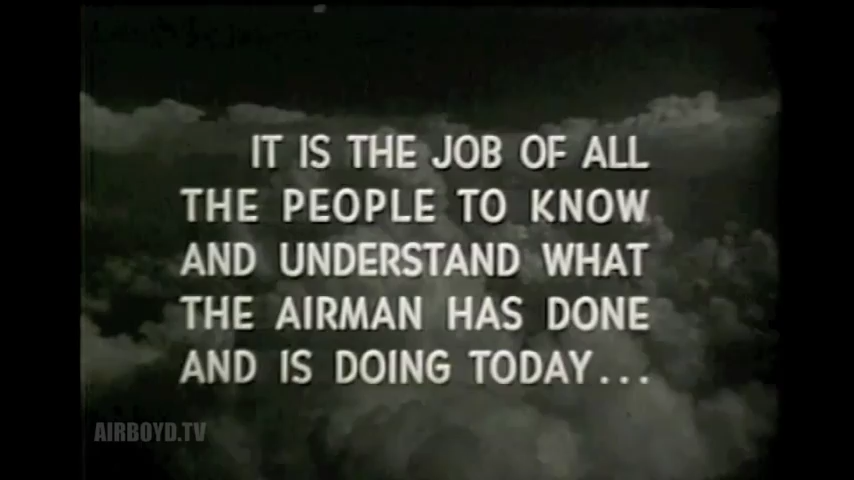 IT IS THE JOB OF ALL
THE PEOPLE TO KNOW
AND UNDERSTAND WHAT
THE AIRMAN HAS DONE
AND IS DOING TODAY...
AIRBOYD.TV